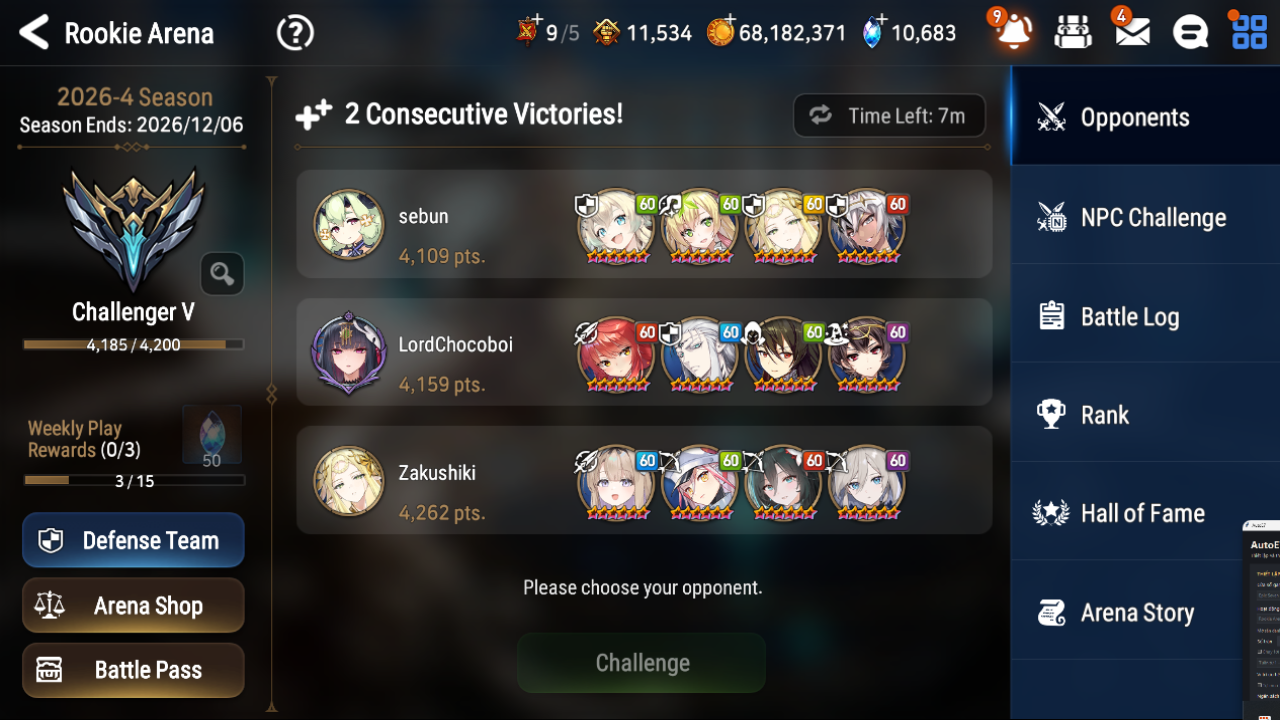 Rookie Arena
9/5
11,534
68,182,371
10,683
9
4
2026-4 Season
Season Ends: 2026/12/06
Challenger V
4,185 / 4,200
Weekly Play
Rewards (0/3)
50
3 / 15
Defense Team
Arena Shop
Battle Pass
2 Consecutive Victories!
Time Left: 7m
sebun
4,109 pts.
60
60
60
60
LordChocoboi
4,159 pts.
60
60
60
60
Zakushiki
4,262 pts.
60
60
60
60
Please choose your opponent.
Challenge
Opponents
NPC Challenge
Battle Log
Rank
Hall of Fame
Arena Story
AutoE